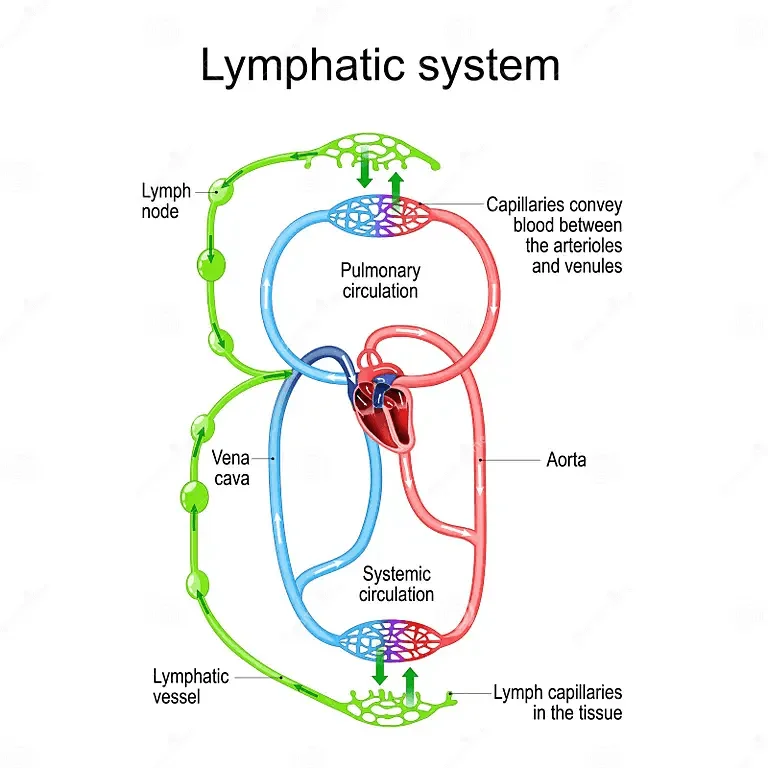 Lymphatic system
Lymph
node
Capillaries convey
blood between
the arterioles
and venules
Pulmonary
circulation
Vena
cava
Aorta
Systemic
circulation
Lymphatic
vessel
Lymph capillaries
in the tissue